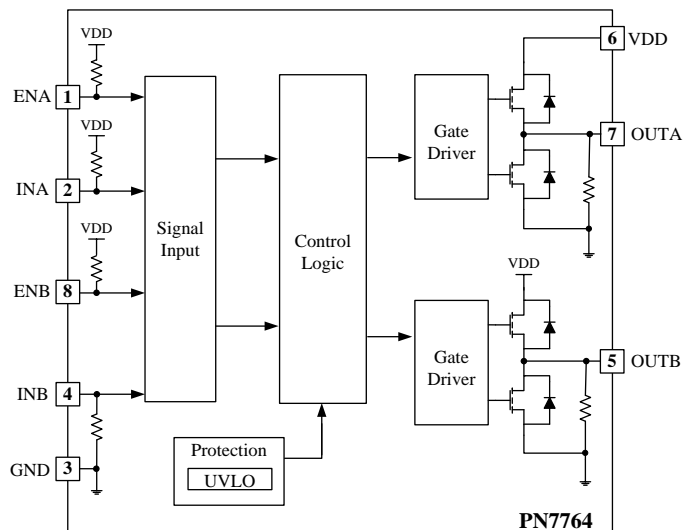 VDD
ENA 1
VDD
INA 2
VDD
ENB 8
INB 4
GND 3
Signal
Input
Control
Logic
Protection
UVLO
Gate
Driver
6 VDD
7 OUTA
VDD
Gate
Driver
5 OUTB
PN7764